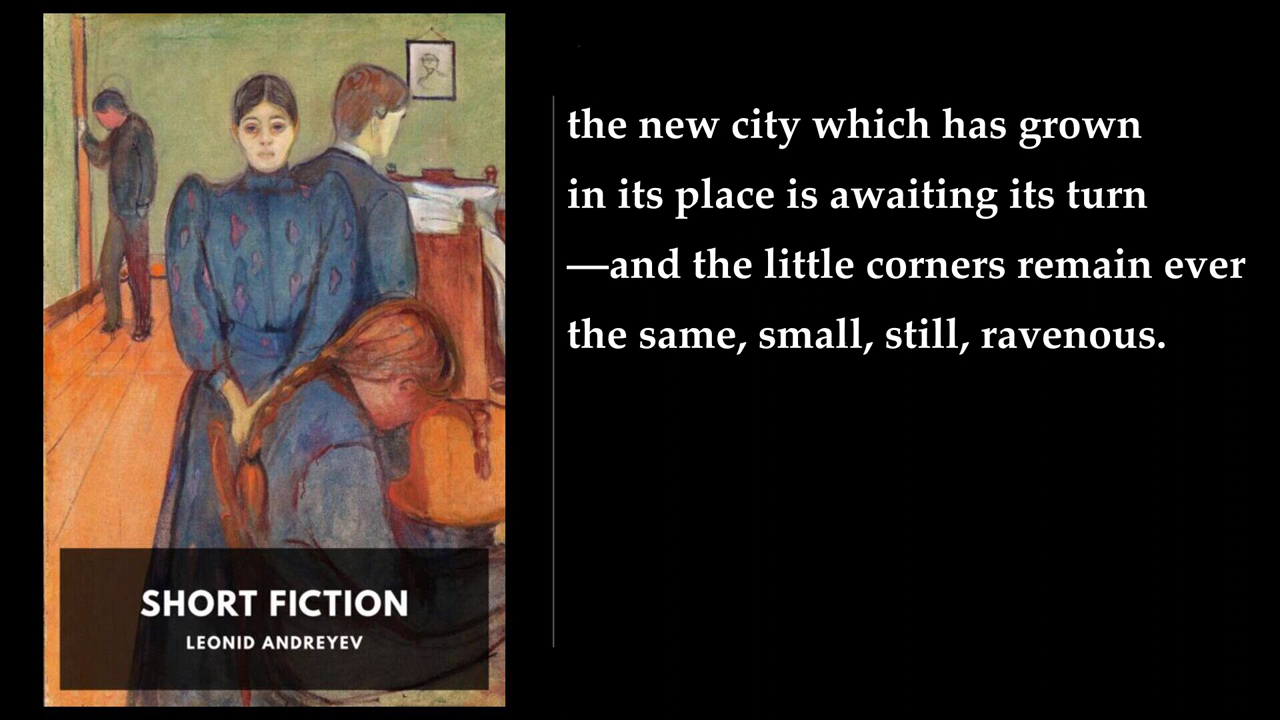 the new city which has grown
in its place is awaiting its turn
—and the little corners remain ever
the same, small, still, ravenous.
SHORT FICTION
LEONID ANDREYEV